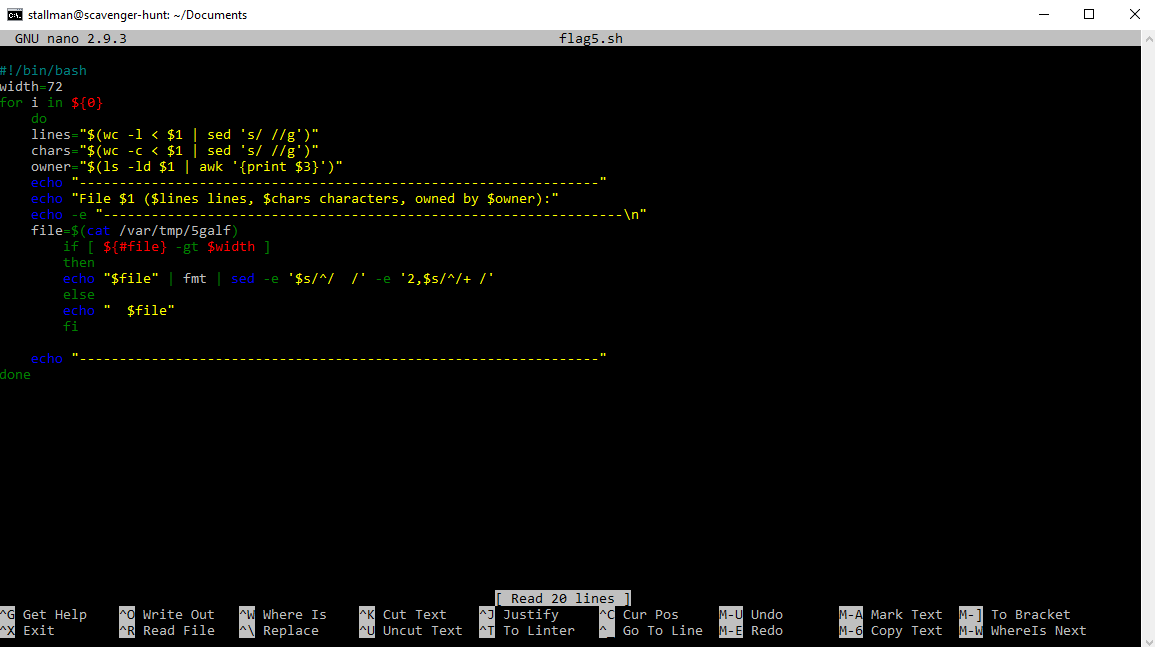 stallman@scavenger-hunt: ~/Documents
GNU nano 2.9.3 flag5.sh
#!/bin/bash
width=72
for i in ${0}
    do
    lines="$(wc -l < $1 | sed 's/ //g')"
    chars="$(wc -c < $1 | sed 's/ //g')"
    owner="$(ls -ld $1 | awk '{print $3}')"
    echo "-----------------------------------------------------------------"
    echo "File $1 ($lines lines, $chars characters, owned by $owner):"
    echo -e "-----------------------------------------------------------------\n"
    file=$(cat /var/tmp/5galf)
        if [ ${#file} -gt $width ]
        then
        echo "$file" | fmt | sed -e '$s/^/  /' -e '2,$s/^/+ /'
        else
        echo "  $file"
        fi
    echo "-----------------------------------------------------------------"
done
[ Read 20 lines ]
^G Get Help ^O Write Out ^W Where Is ^K Cut Text ^J Justify ^C Cur Pos M-U Undo M-A Mark Text M-] To Bracket
^X Exit ^R Read File ^\ Replace ^U Uncut Text ^T To Linter ^_ Go To Line M-E Redo M-6 Copy Text M-W WhereIs Next